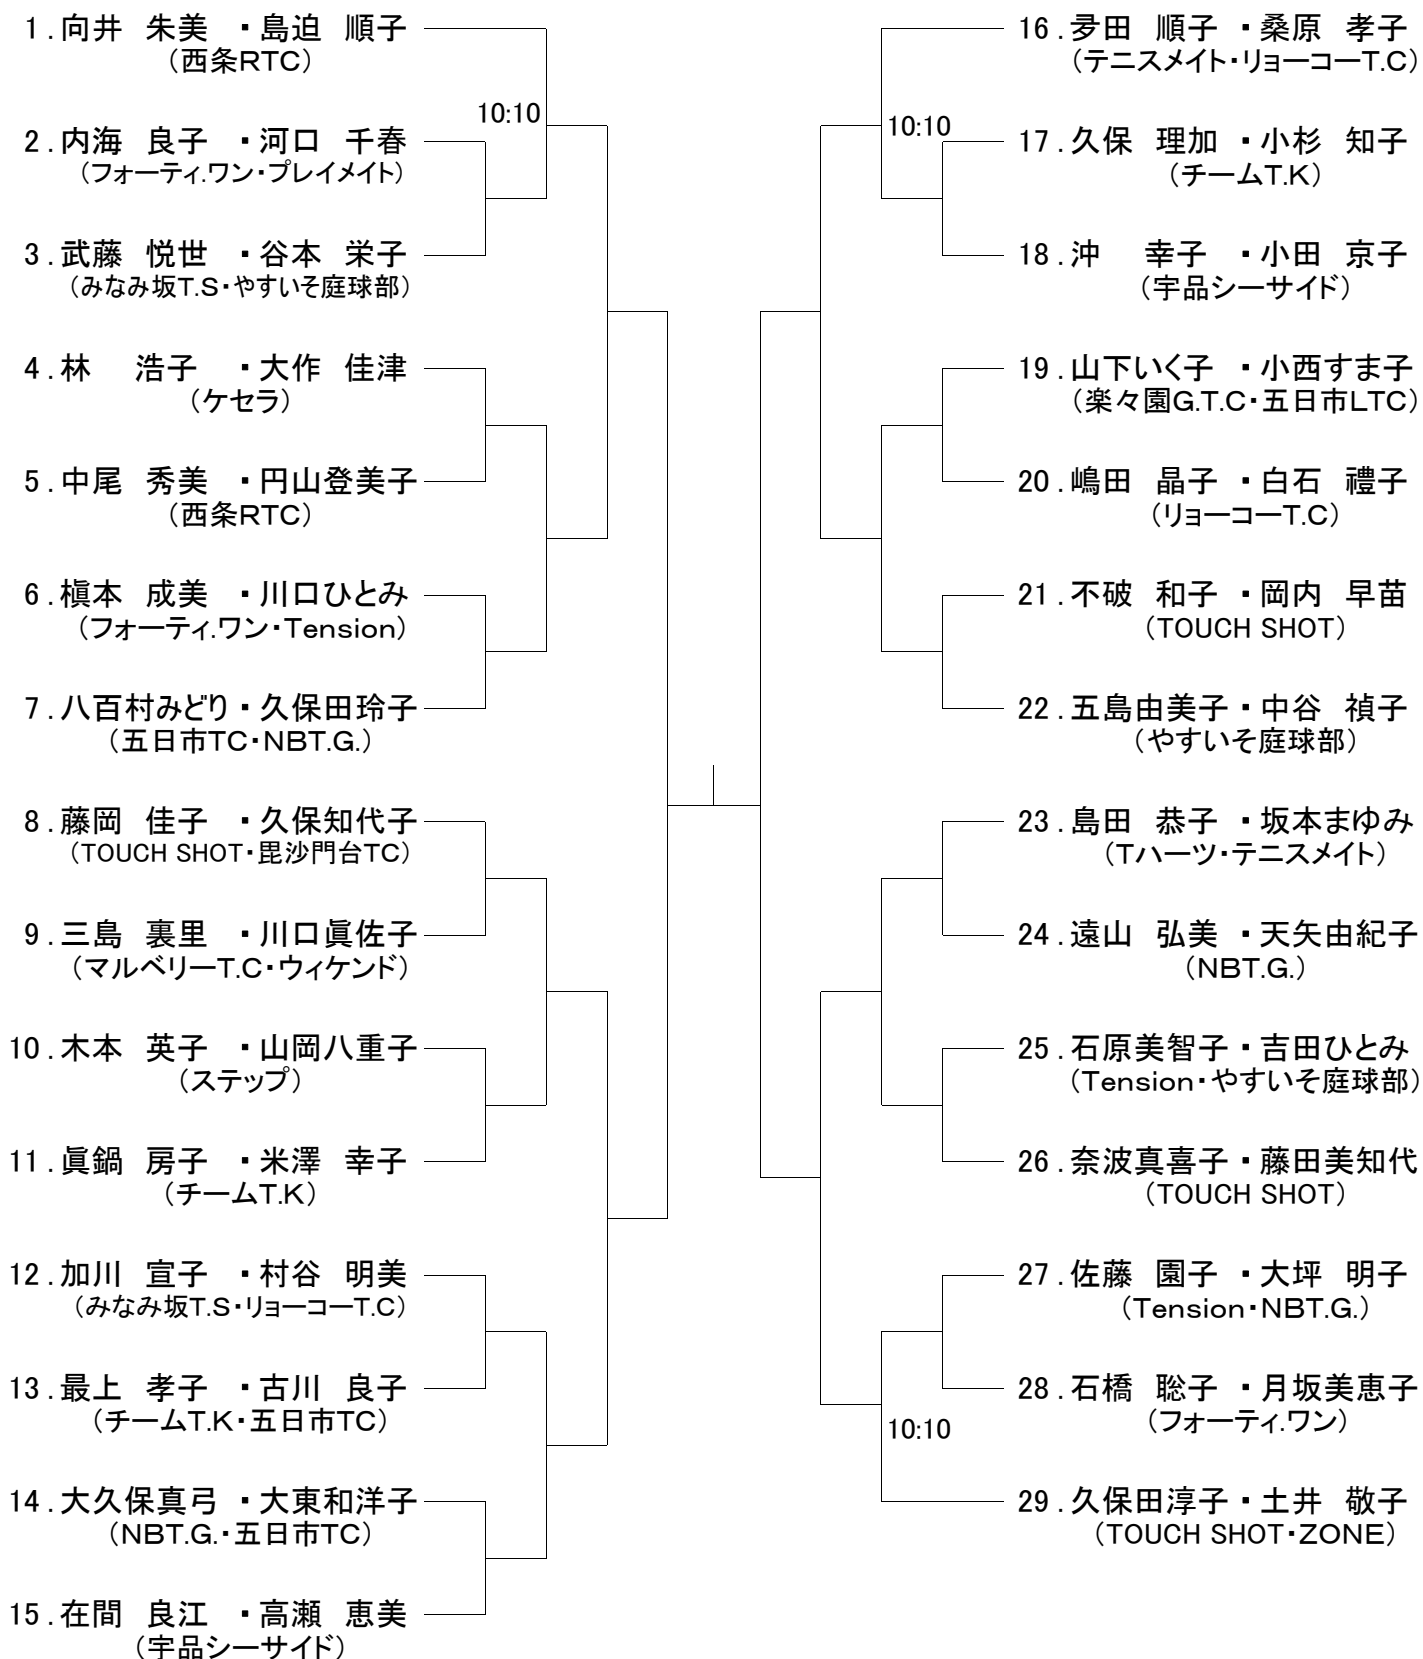 1.向井 朱美 ・島迫 順子
(西条RTC)
10:10
2.内海 良子 ・河口 千春
(フォーティ.ワン・プレイメイト)
3.武藤 悦世 ・谷本 栄子
(みなみ坂T.S・やすいそ庭球部)
4.林 浩子 ・大作 佳津
(ケセラ)
5.中尾 秀美 ・円山登美子
(西条RTC)
6.槇本 成美 ・川口ひとみ
(フォーティ.ワン・Tension)
7.八百村みどり・久保田玲子
(五日市TC・NBT.G.)
8.藤岡 佳子 ・久保知代子
(TOUCH SHOT・毘沙門台TC)
9.三島 裏里 ・川口眞佐子
(マルベリーT.C・ウィケンド)
10.木本 英子 ・山岡八重子
(ステップ)
11.眞鍋 房子 ・米澤 幸子
(チームT.K)
12.加川 宣子 ・村谷 明美
(みなみ坂T.S・リョーコーT.C)
13.最上 孝子 ・古川 良子
(チームT.K・五日市TC)
14.大久保真弓 ・大東和洋子
(NBT.G.・五日市TC)
15.在間 良江 ・高瀬 恵美
(宇品シーサイド)
16.田 順子 ・桑原 孝子
(テニスメイト・リョーコーT.C)
10:10
17.久保 理加 ・小杉 知子
(チームT.K)
18.沖 幸子 ・小田 京子
(宇品シーサイド)
19.山下いく子 ・小西すま子
(楽々園G.T.C・五日市LTC)
20.嶋田 晶子 ・白石 禮子
(リョーコーT.C)
21.不破 和子 ・岡内 早苗
(TOUCH SHOT)
22.五島由美子・中谷 禎子
(やすいそ庭球部)
23.島田 恭子 ・坂本まゆみ
(Tハーツ・テニスメイト)
24.遠山 弘美 ・天矢由紀子
(NBT.G.)
25.石原美智子・吉田ひとみ
(Tension・やすいそ庭球部)
26.奈波真喜子・藤田美知代
(TOUCH SHOT)
27.佐藤 園子 ・大坪 明子
(Tension・NBT.G.)
28.石橋 聡子 ・月坂美恵子
(フォーティ.ワン)
10:10
29.久保田淳子・土井 敬子
(TOUCH SHOT・ZONE)